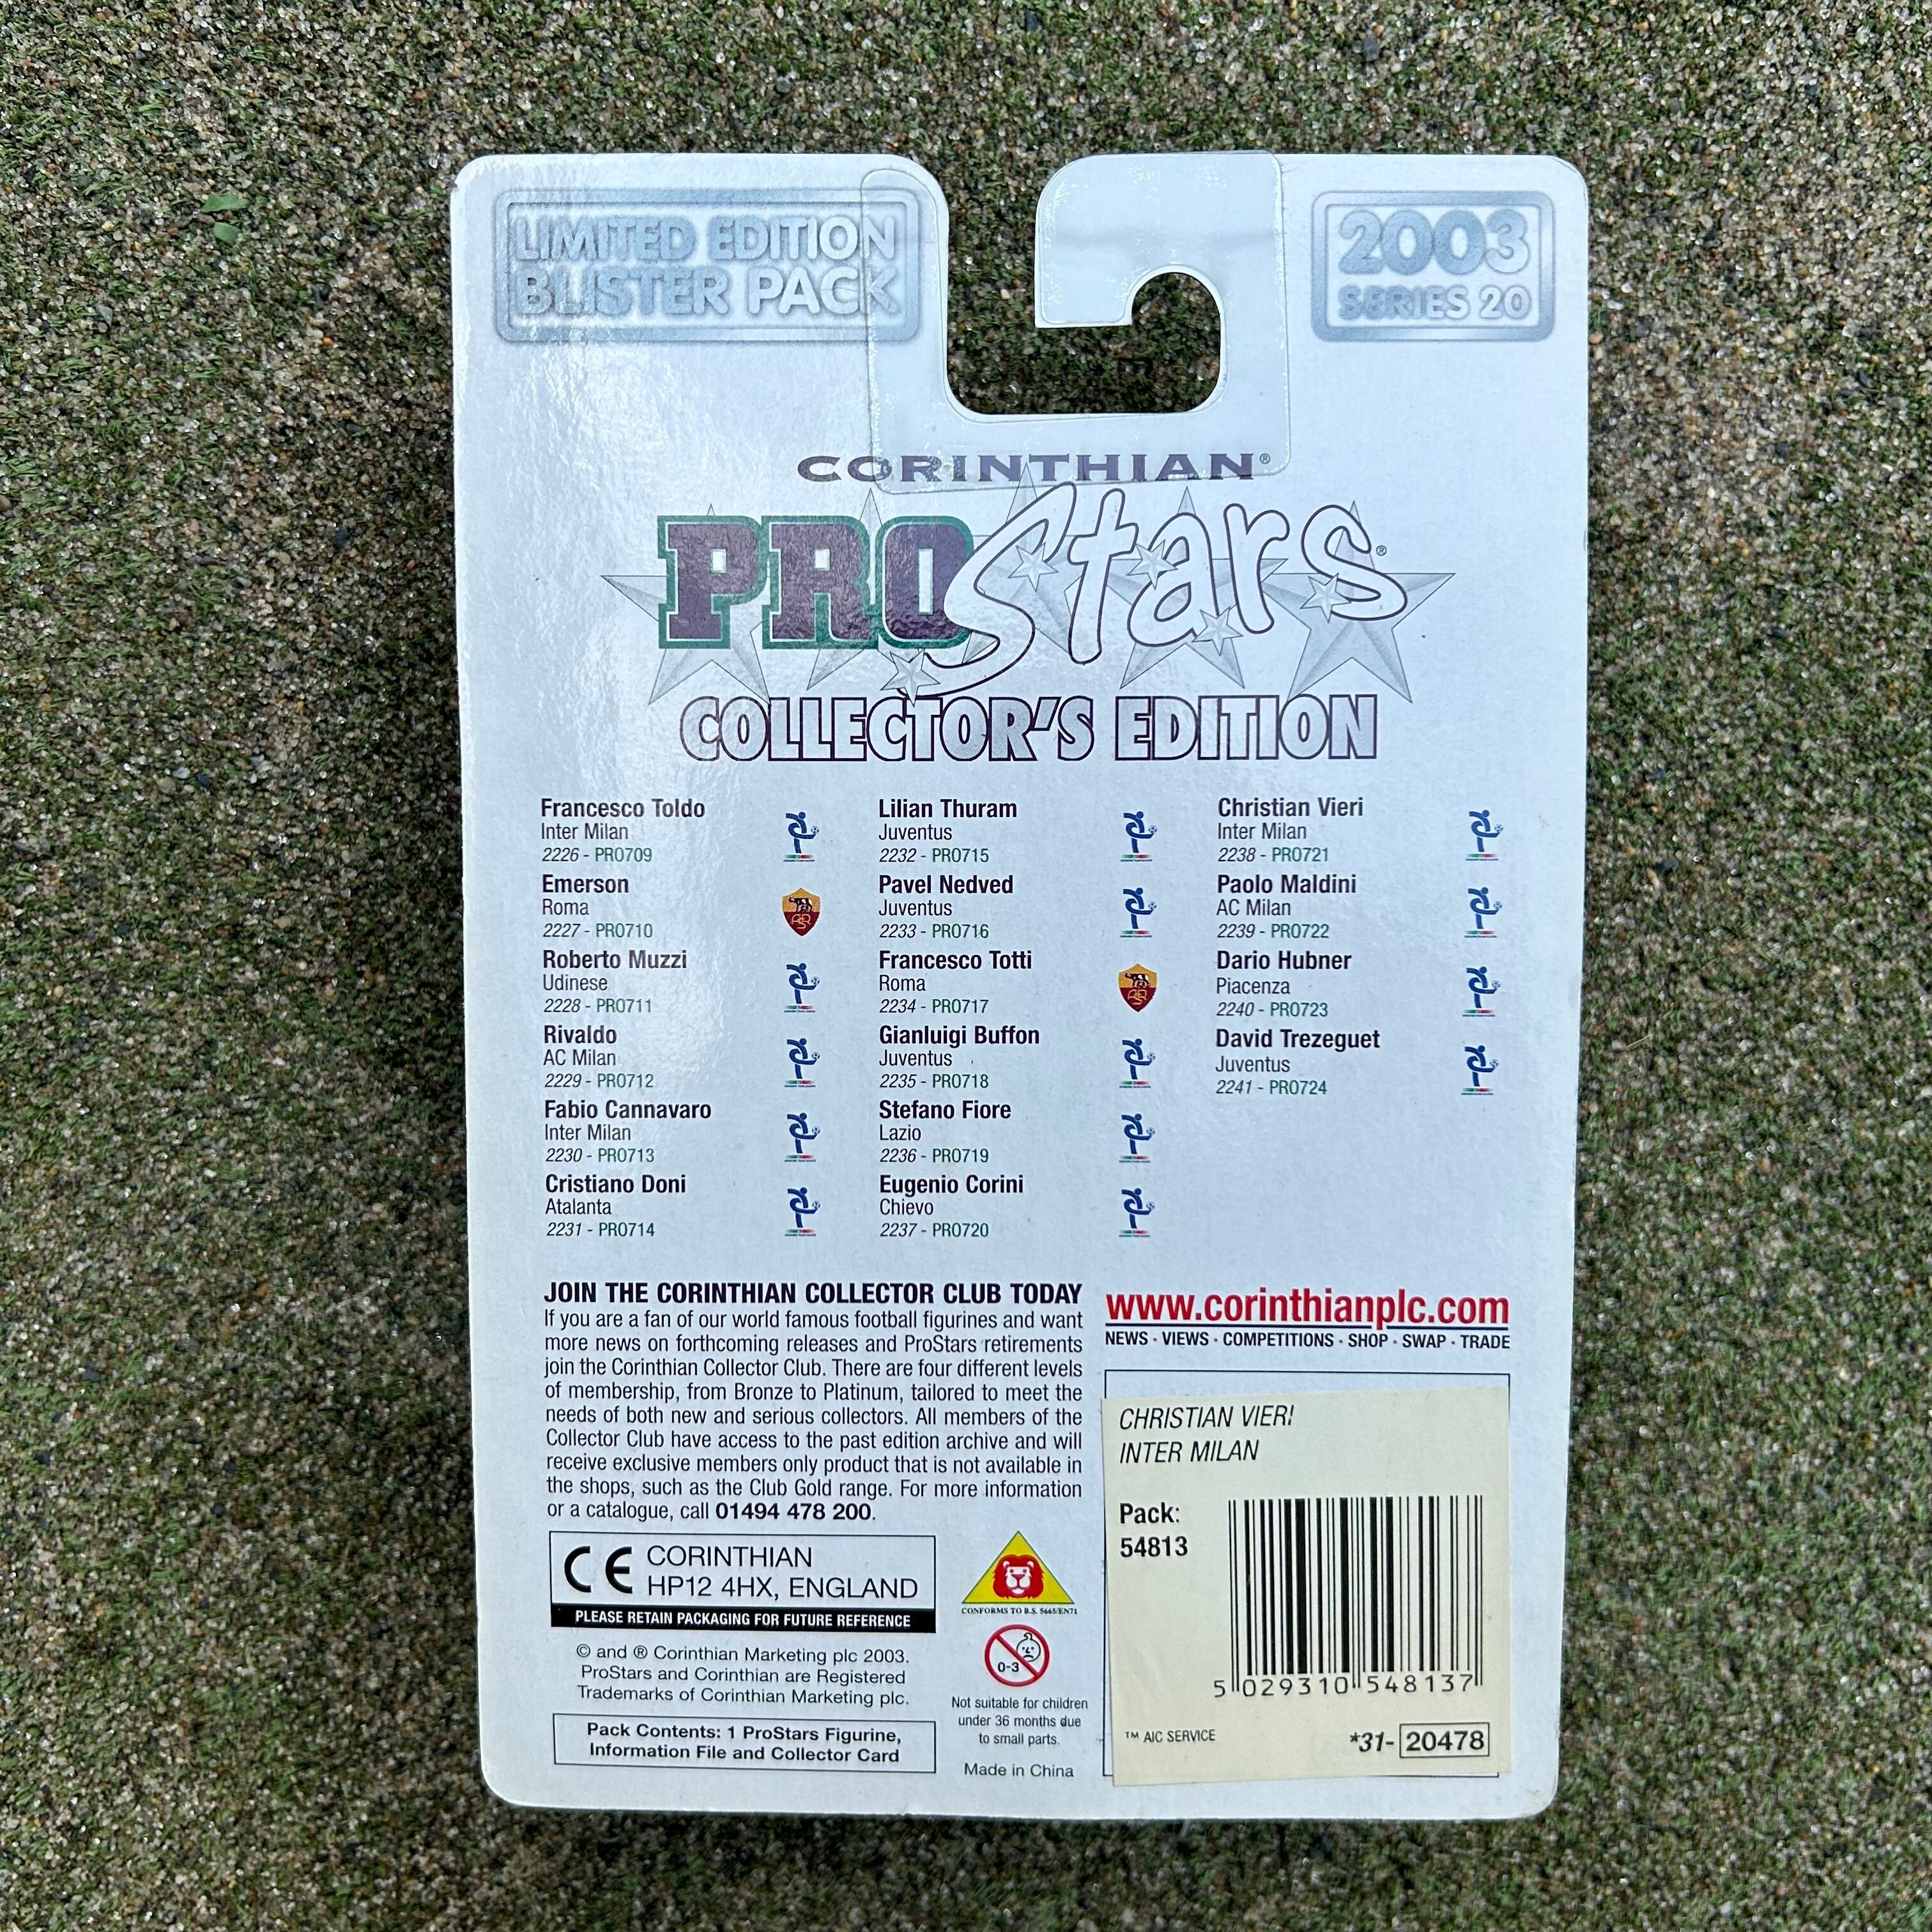 LIMITED EDITION
BLISTER PACK
2003
SERIES 20
CORINTHIAN®
PROStars®
COLLECTOR'S EDITION
Francesco Toldo
Inter Milan
2226 - PRO709
Emerson
Roma
2227 - PRO710
Roberto Muzzi
Udinese
2228 - PRO711
Rivaldo
AC Milan
2229 - PRO712
Fabio Cannavaro
Inter Milan
2230 - PRO713
Cristiano Doni
Atalanta
2231 - PRO714
Lilian Thuram
Juventus
2232 - PRO715
Pavel Nedved
Juventus
2233 - PRO716
Francesco Totti
Roma
2234 - PRO717
Gianluigi Buffon
Juventus
2235 - PRO718
Stefano Fiore
Lazio
2236 - PRO719
Eugenio Corini
Chievo
2237 - PRO720
Christian Vieri
Inter Milan
2238 - PRO721
Paolo Maldini
AC Milan
2239 - PRO722
Dario Hubner
Piacenza
2240 - PRO723
David Trezeguet
Juventus
2241 - PRO724
JOIN THE CORINTHIAN COLLECTOR CLUB TODAY
If you are a fan of our world famous football figurines and want
more news on forthcoming releases and ProStars retirements
join the Corinthian Collector Club. There are four different levels
of membership, from Bronze to Platinum, tailored to meet the
needs of both new and serious collectors. All members of the
Collector Club have access to the past edition archive and will
receive exclusive members only product that is not available in
the shops, such as the Club Gold range. For more information
or a catalogue, call 01494 478 200.
www.corinthianplc.com
NEWS · VIEWS · COMPETITIONS · SHOP · SWAP · TRADE
CE CORINTHIAN
HP12 4HX, ENGLAND
PLEASE RETAIN PACKAGING FOR FUTURE REFERENCE
© and ® Corinthian Marketing plc 2003.
ProStars and Corinthian are Registered
Trademarks of Corinthian Marketing plc.
Pack Contents: 1 ProStars Figurine,
Information File and Collector Card
CONFORMS TO B.S. 5665/EN71
0-3
Not suitable for children
under 36 months due
to small parts.
Made in China
CHRISTIAN VIERI
INTER MILAN
Pack:
54813
5 029310 548137
™ AIC SERVICE
*31- 20478